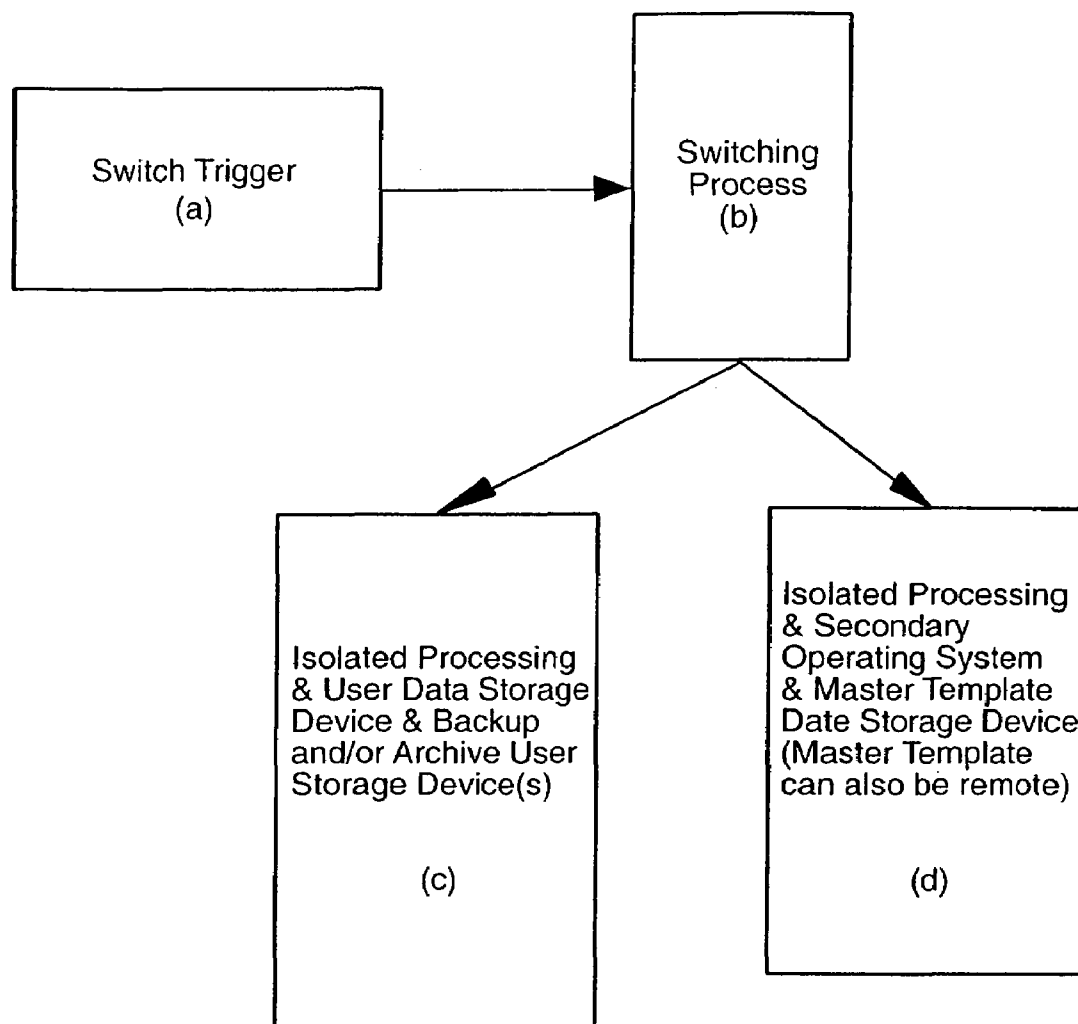 Switch Trigger
(a)
Switching
Process
(b)
Isolated Processing
& User Data Storage
Device & Backup
and/or Archive User
Storage Device(s)
(c)
Isolated Processing
& Secondary
Operating System
& Master Template
Date Storage Device
(Master Template
can also be remote)
(d)